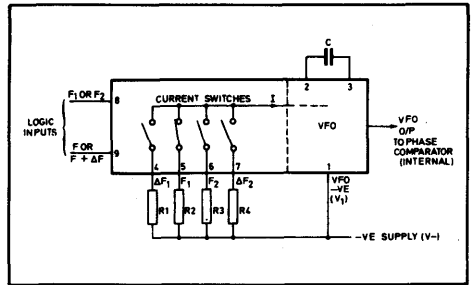 C
2 3
F1 OR F2
8
CURRENT SWITCHES
I
LOGIC
INPUTS
VFO
VFO
O/P
TO PHASE
COMPARATOR
(INTERNAL)
F OR
F + ΔF
9
4 5 6 7 1
ΔF1 F1 F2 ΔF2
VFO
-VE
(V1)
R1 R2 R3 R4
-VE SUPPLY (V-)